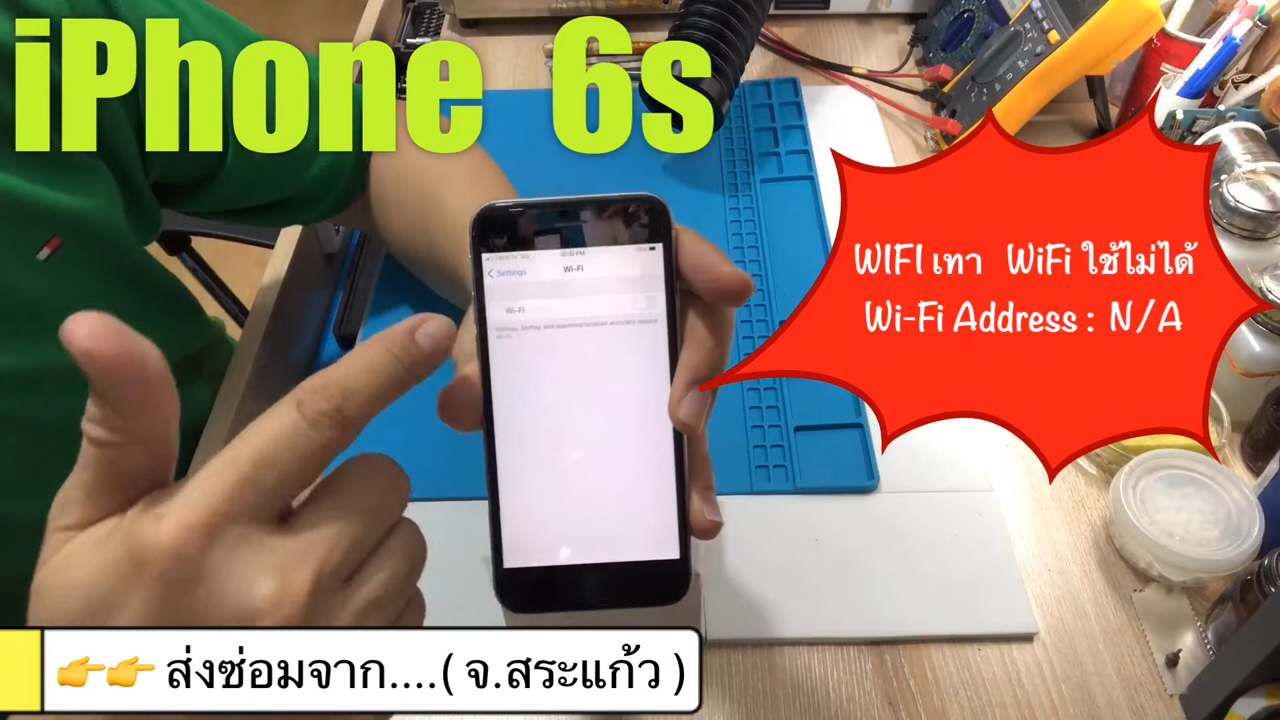 iPhone 6s
WIFI เทา WiFi ใช้ไม่ได้
Wi-Fi Address : N/A
Settings
Wi-Fi
Wi-Fi
👉👉 ส่งซ่อมจาก....( จ.สระแก้ว )